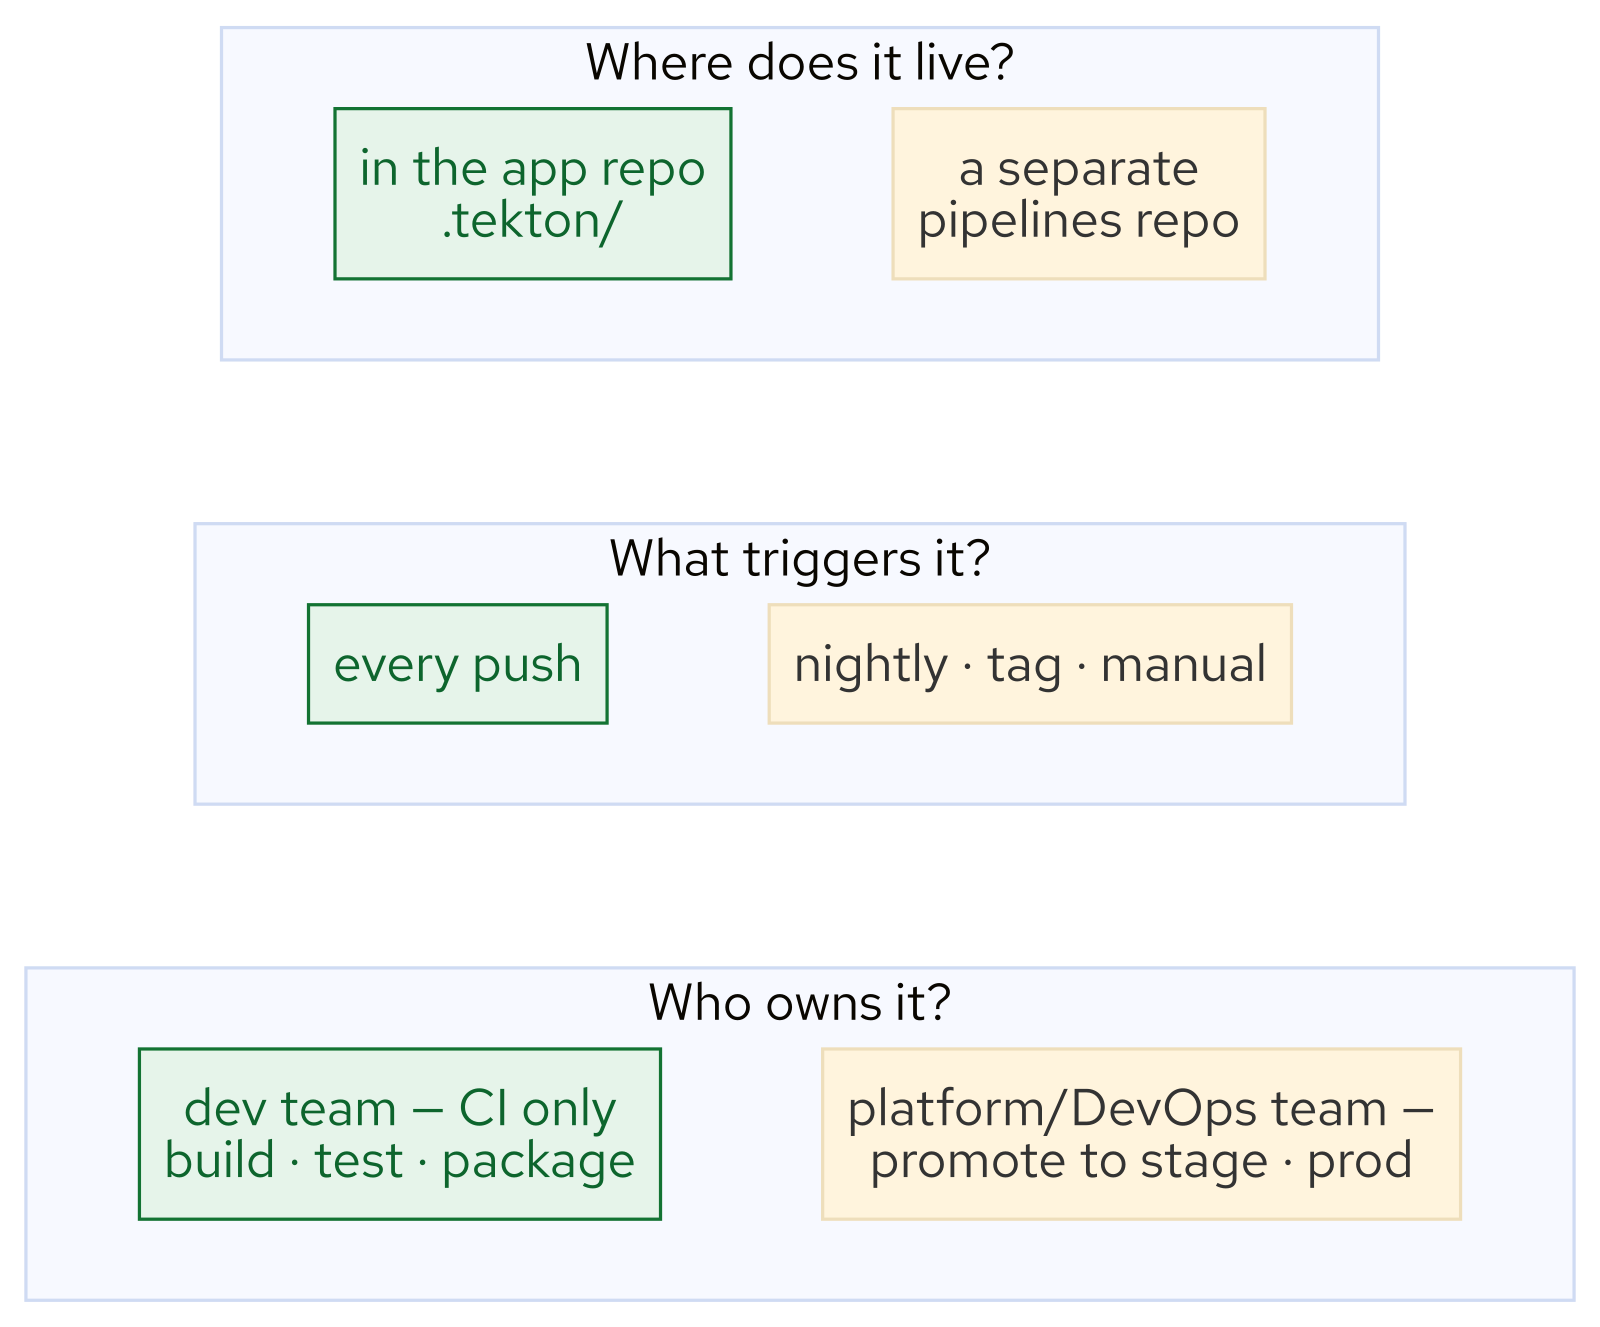 Where does it live?
in the app repo
.tekton/
a separate
pipelines repo
What triggers it?
every push
nightly · tag · manual
Who owns it?
dev team — CI only
build · test · package
platform/DevOps team —
promote to stage · prod